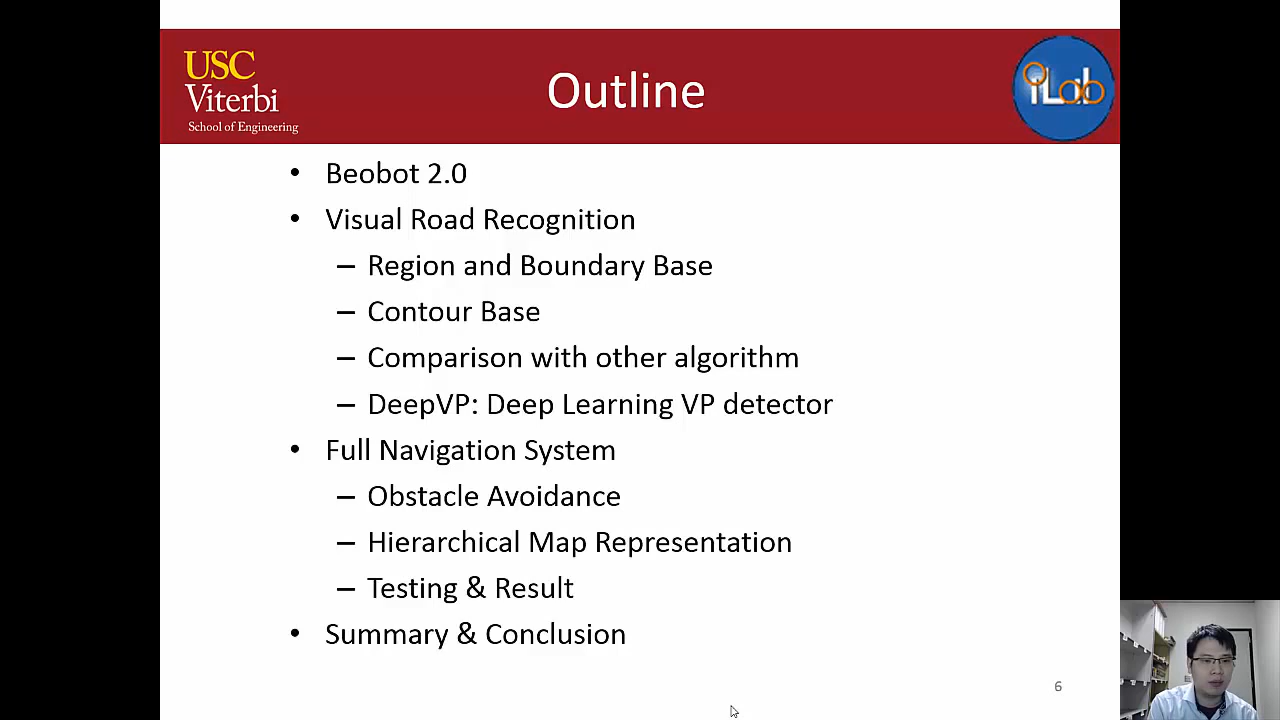 USC
Viterbi
School of Engineering
Outline
iLab
• Beobot 2.0
• Visual Road Recognition
– Region and Boundary Base
– Contour Base
– Comparison with other algorithm
– DeepVP: Deep Learning VP detector
• Full Navigation System
– Obstacle Avoidance
– Hierarchical Map Representation
– Testing & Result
• Summary & Conclusion
6